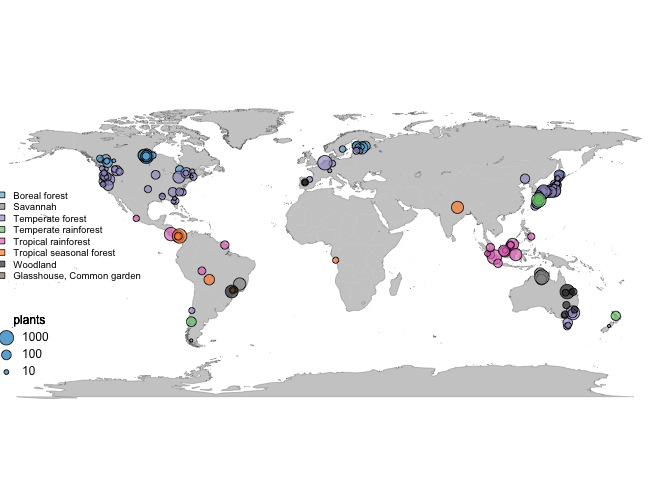 Boreal forest
Savannah
Temperate forest
Temperate rainforest
Tropical rainforest
Tropical seasonal forest
Woodland
Glasshouse, Common garden
plants
1000
100
10